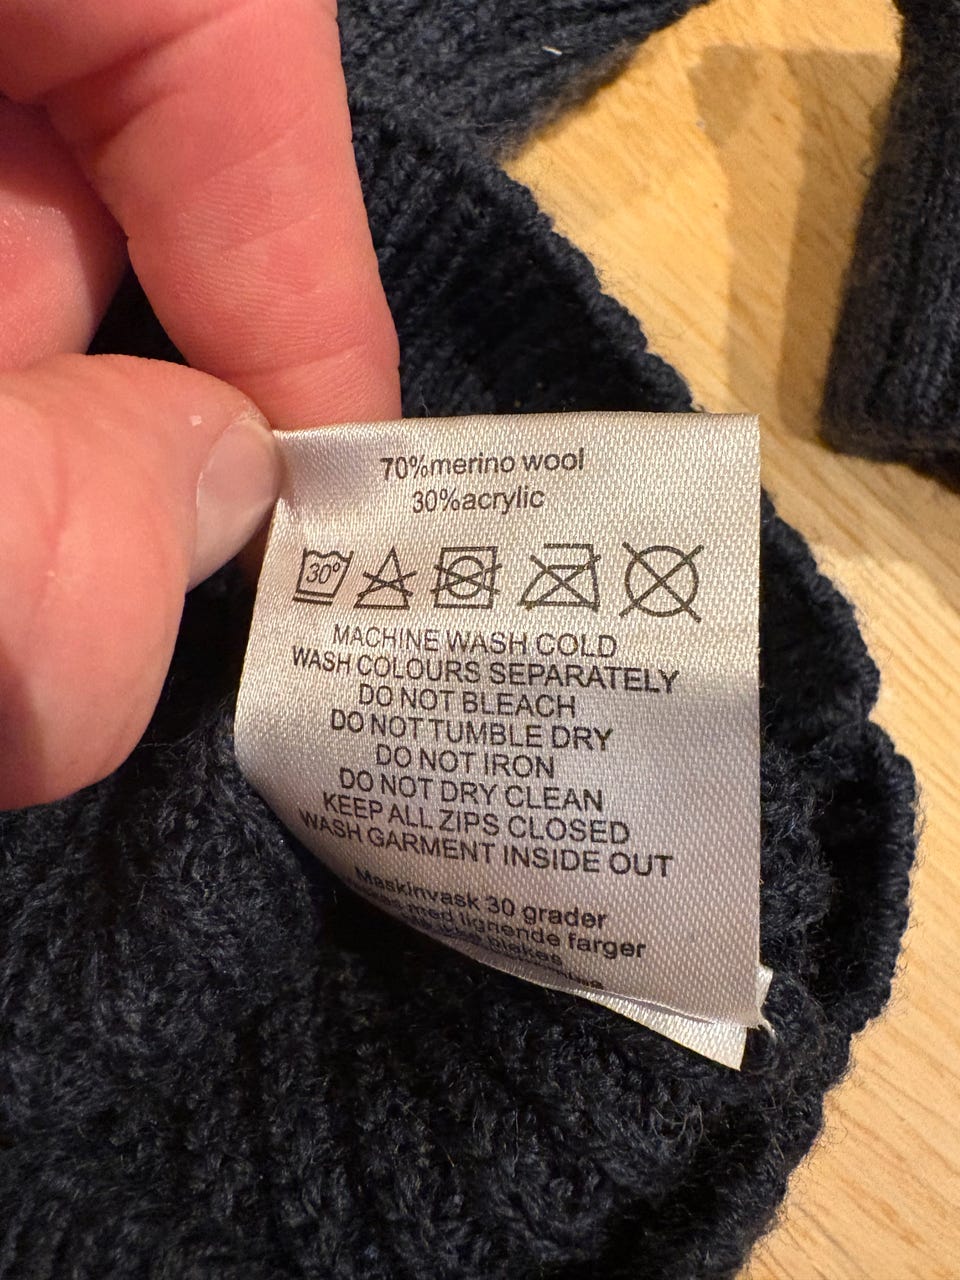 70%merino wool
30%acrylic
30°
MACHINE WASH COLD
WASH COLOURS SEPARATELY
DO NOT BLEACH
DO NOT TUMBLE DRY
DO NOT IRON
DO NOT DRY CLEAN
KEEP ALL ZIPS CLOSED
WASH GARMENT INSIDE OUT
Maskinvask 30 grader
med lignende farger
blekes